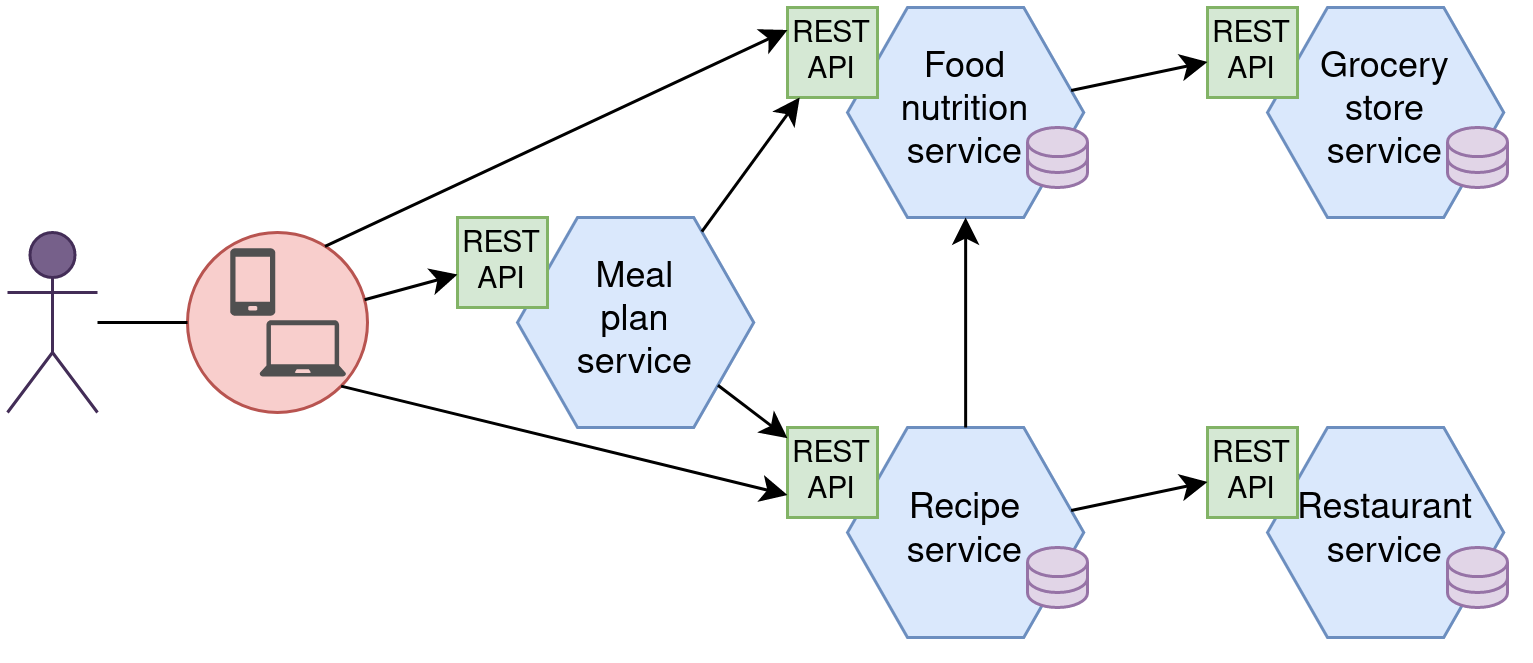 REST
API
Food
nutrition
service
REST
API
Grocery
store
service
REST
API
Meal
plan
service
REST
API
Recipe
service
REST
API
Restaurant
service